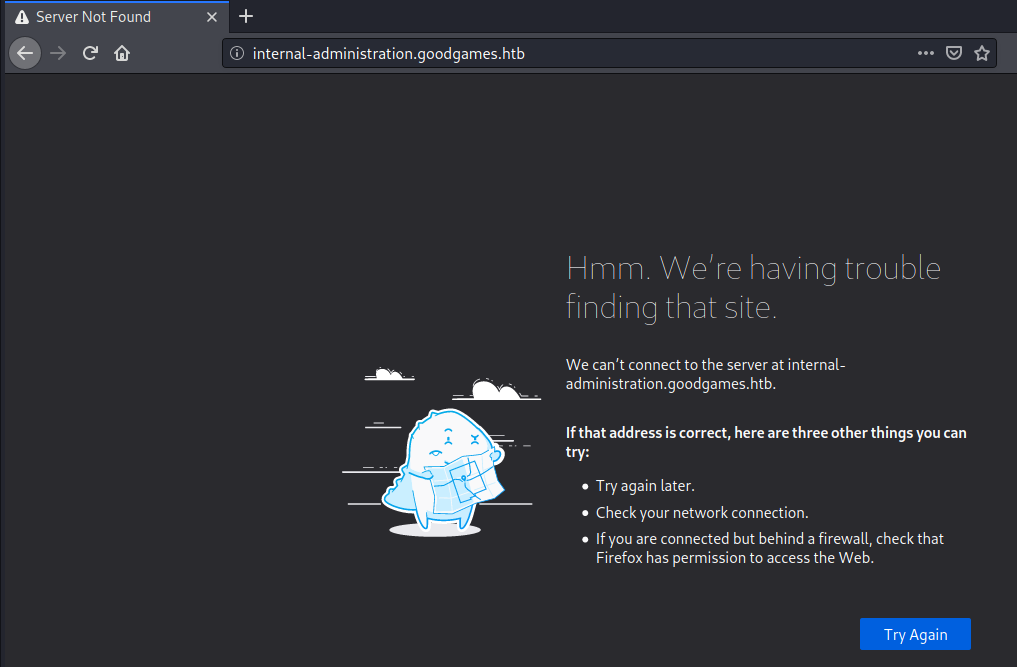 Server Not Found
internal-administration.goodgames.htb
Hmm. We’re having trouble
finding that site.
We can’t connect to the server at internal-
administration.goodgames.htb.
If that address is correct, here are three other things you can
try:
Try again later.
Check your network connection.
If you are connected but behind a firewall, check that
Firefox has permission to access the Web.
Try Again